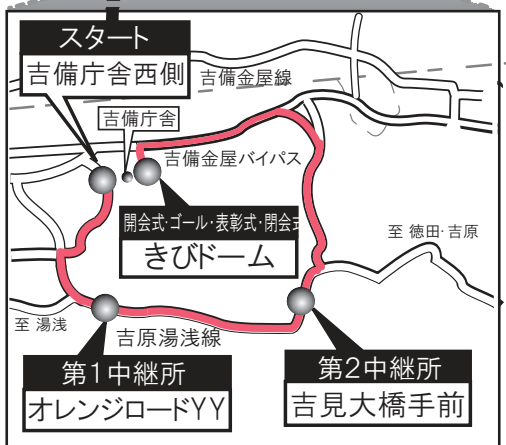 スタート
吉備庁舎西側
吉備金屋線
吉備庁舎
吉備金屋バイパス
開会式・ゴール・表彰式・閉会式
きびドーム
至 徳田・吉原
至 湯浅
吉原湯浅線
第1中継所
オレンジロードYY
第2中継所
吉見大橋手前